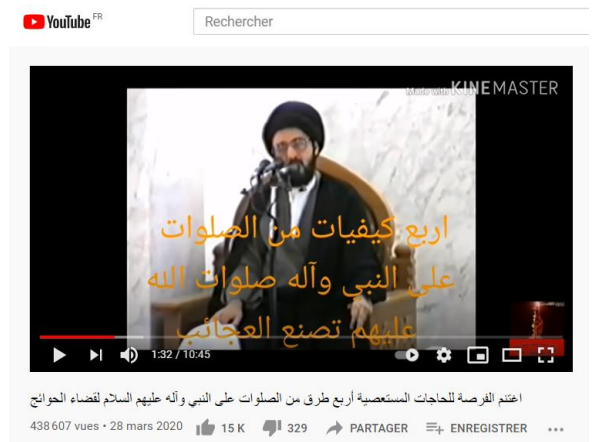 YouTube FR
Rechercher
Made with KINEMASTER
اربع كيفيات من الصلوات
على النبي وآله صلوات الله
عليهم تصنع العجائب
1:32 / 10:45
اغتنم الفرصة للحاجات المستعصية أربع طرق من الصلوات على النبي وآله عليهم السلام لقضاء الحوائج
438 607 vues • 28 mars 2020 15 K 329 PARTAGER ENREGISTRER